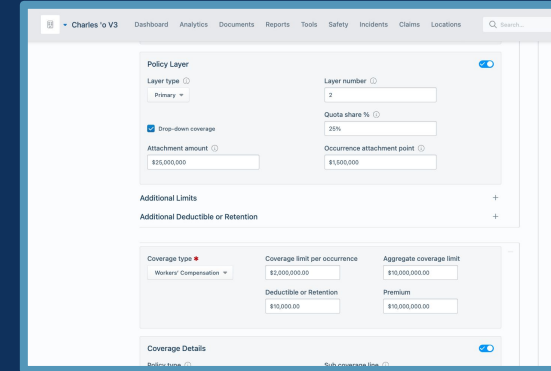 Charles 'o V3 Dashboard Analytics Documents Reports Tools Safety Incidents Claims Locations Search...
Policy Layer
Layer type Layer number
Primary 2
Quota share %
Drop-down coverage 25%
Attachment amount Occurrence attachment point
$25,000,000 $1,500,000
Additional Limits +
Additional Deductible or Retention +
Coverage type * Coverage limit per occurrence Aggregate coverage limit
Workers' Compensation $2,000,000.00 $10,000,000.00
Deductible or Retention Premium
$10,000.00 $10,000,000.00
Coverage Details
Policy type Sub coverage line